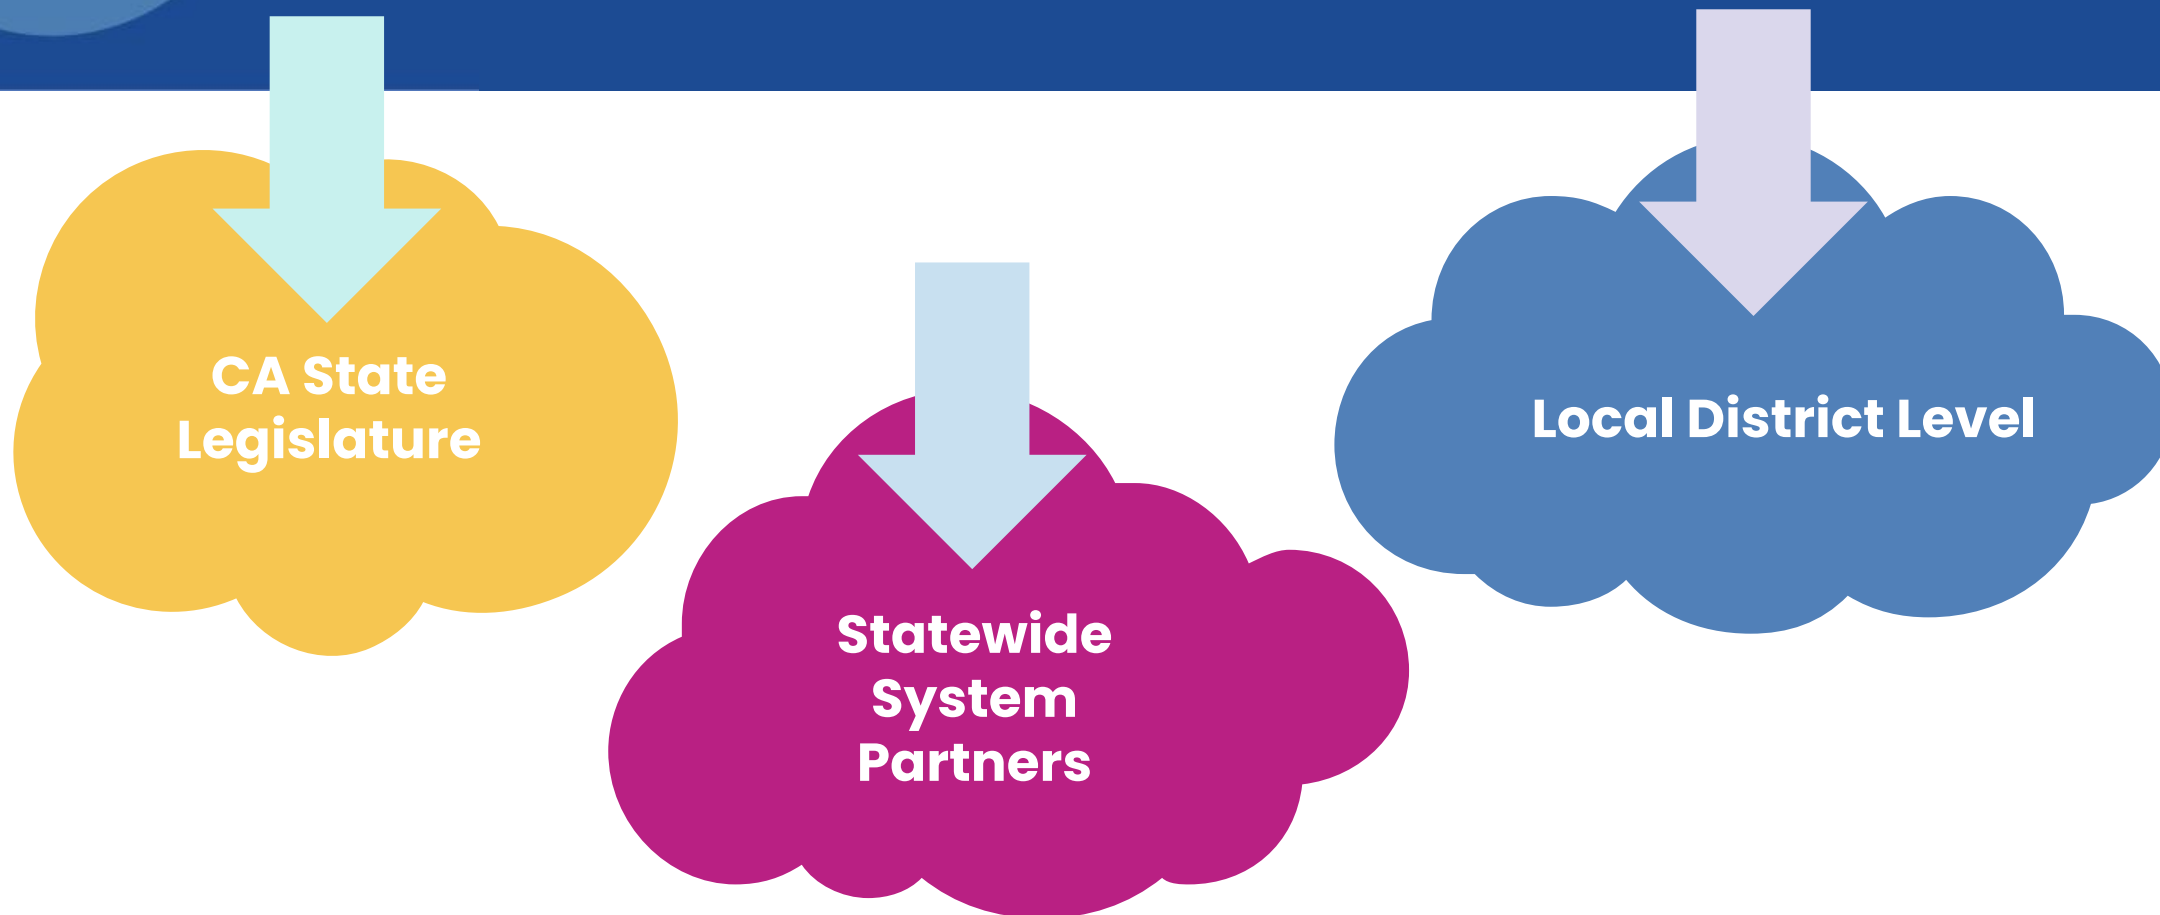 CA State
Legislature
Statewide
System
Partners
Local District Level